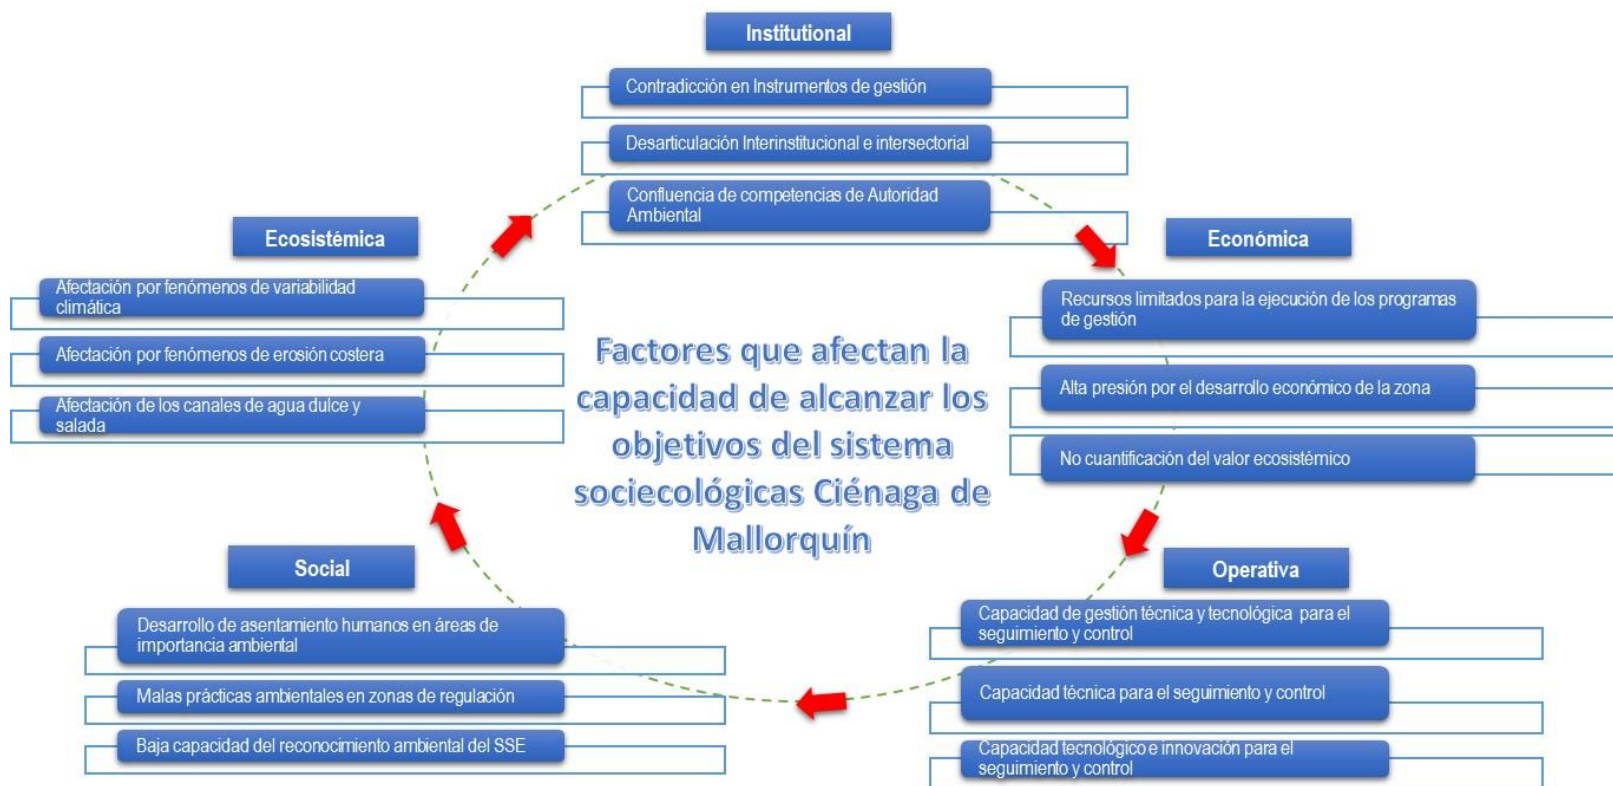 Institutional
Contradicción en Instrumentos de gestión
Desarticulación Interinstitucional e intersectorial
Confluencia de competencias de Autoridad
Ambiental
Económica
Recursos limitados para la ejecución de los programas
de gestión
Alta presión por el desarrollo económico de la zona
No cuantificación del valor ecosistémico
Operativa
Capacidad de gestión técnica y tecnológica para el
seguimiento y control
Capacidad técnica para el seguimiento y control
Capacidad tecnológico e innovación para el
seguimiento y control
Social
Desarrollo de asentamiento humanos en áreas de
importancia ambiental
Malas prácticas ambientales en zonas de regulación
Baja capacidad del reconocimiento ambiental del SSE
Ecosistémica
Afectación por fenómenos de variabilidad
climática
Afectación por fenómenos de erosión costera
Afectación de los canales de agua dulce y
salada
Factores que afectan la
capacidad de alcanzar los
objetivos del sistema
sociecológicas Ciénaga de
Mallorquín